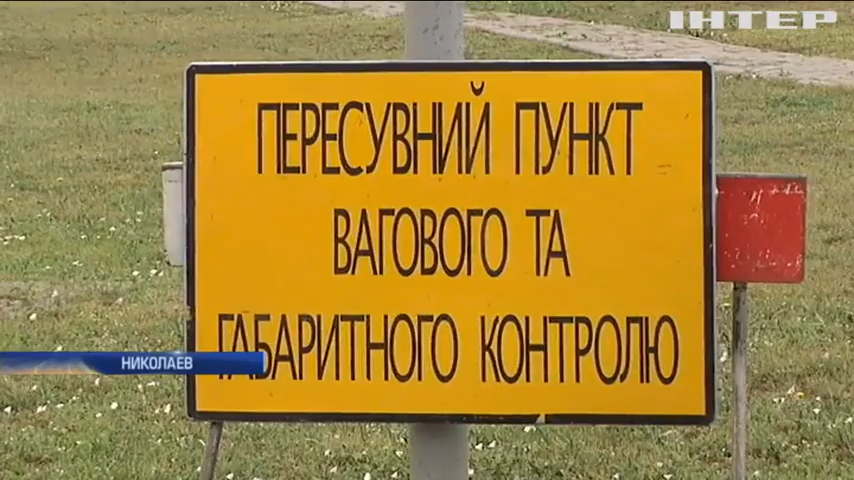 ІНТЕР
ПЕРЕСУВНИЙ ПУНКТ
ВАГОВОГО ТА
ГАБАРИТНОГО КОНТРОЛЮ
НИКОЛАЕВ